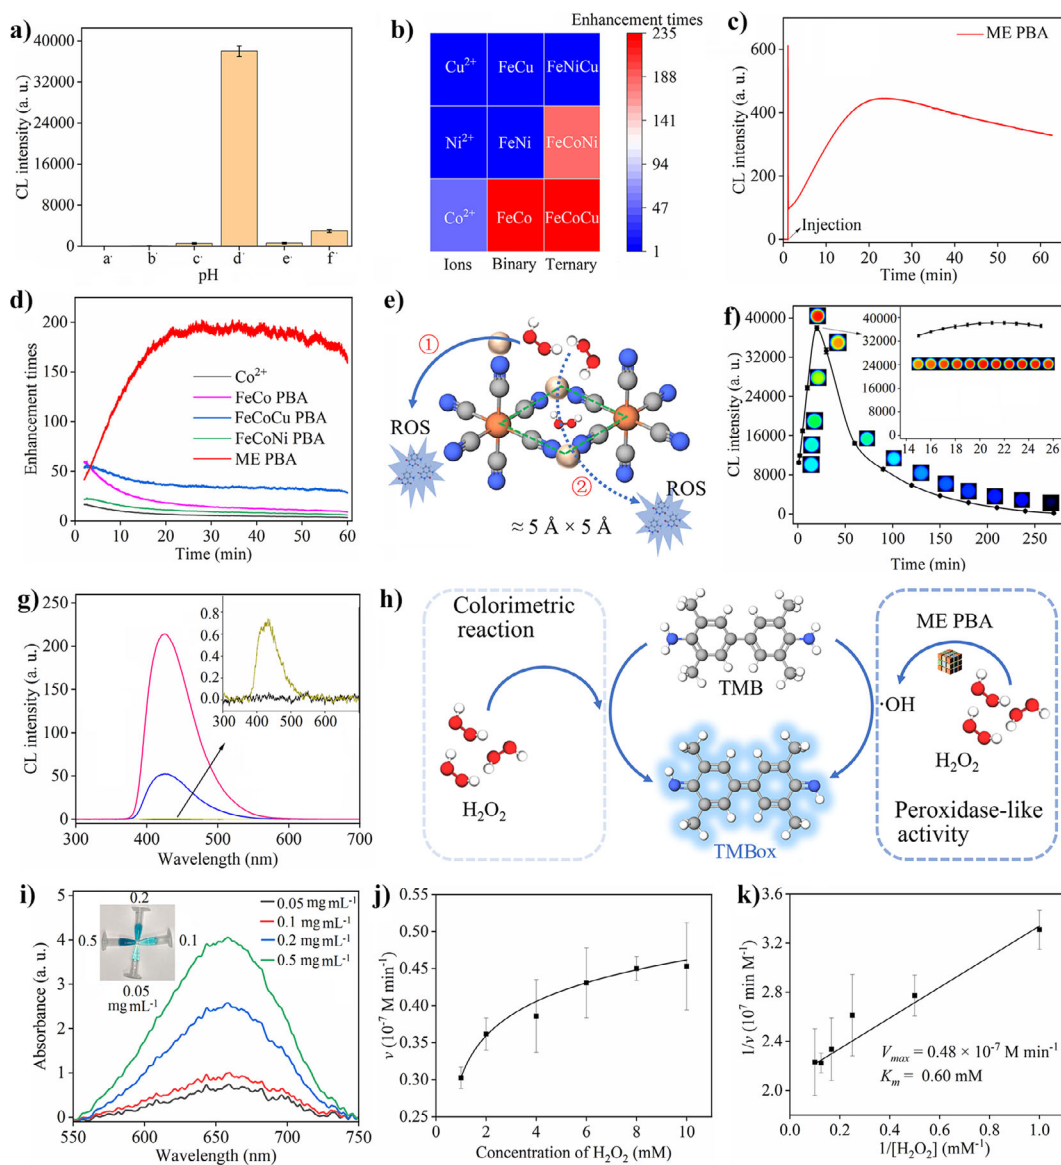 a)
CL intensity (a. u.)
40000
32000
24000
16000
8000
0
a' b' c' d' e' f'
pH
b)
Enhancement times
Cu²⁺ FeCu FeNiCu
Ni²⁺ FeNi FeCoNi
Co²⁺ FeCo FeCoCu
Ions Binary Ternary
235
211
188
164
141
118
94
71
47
24
1
c)
CL intensity (a. u.)
600
400
200
0
ME PBA
Injection
0 10 20 30 40 50 60
Time (min)
d)
Enhancement times
200
150
100
50
0
Co²⁺
FeCo PBA
FeCoCu PBA
FeCoNi PBA
ME PBA
0 10 20 30 40 50 60
Time (min)
e)
①
ROS
②
ROS
≈ 5 Å × 5 Å
f)
CL intensity (a. u.)
40000
32000
24000
16000
8000
0
0 50 100 150 200 250
Time (min)
40000
32000
24000
16000
8000
0
14 16 18 20 22 24 26
g)
CL intensity (a. u.)
250
200
150
100
50
0
300 400 500 600 700
Wavelength (nm)
0.8
0.6
0.4
0.2
0.0
300 400 500 600
h)
Colorimetric
reaction
H₂O₂
TMB
TMBox
ME PBA
·OH
H₂O₂
Peroxidase-like
activity
i)
Absorbance (a. u.)
5
4
3
2
1
0
0.2
0.5
0.1
0.05
mg mL⁻¹
0.05 mg mL⁻¹
0.1 mg mL⁻¹
0.2 mg mL⁻¹
0.5 mg mL⁻¹
550 600 650 700 750
Wavelength (nm)
j)
v (10⁻⁷ M min⁻¹)
0.55
0.50
0.45
0.40
0.35
0.30
0.25
2 4 6 8 10
Concentration of H₂O₂ (mM)
k)
1/v (10⁷ min M⁻¹)
3.6
3.2
2.8
2.4
2.0
V_max = 0.48 × 10⁻⁷ M min⁻¹
K_m = 0.60 mM
0.0 0.2 0.4 0.6 0.8 1.0
1/[H₂O₂] (mM⁻¹)